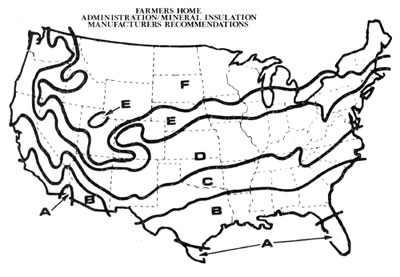 FARMERS HOME
ADMINISTRATION/MINERAL INSULATION
MANUFACTURERS RECOMMENDATIONS
F
E
E
D
C
B
A
B
A